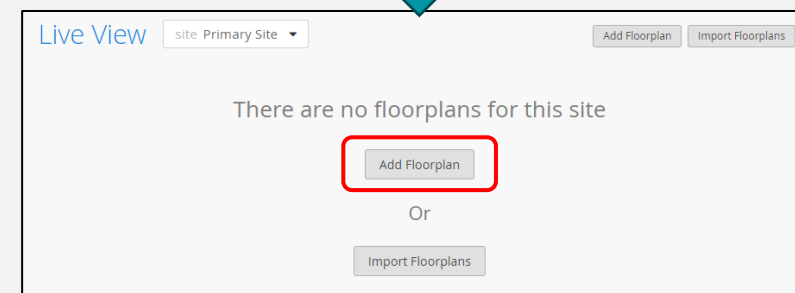 Live View site Primary Site Add Floorplan Import Floorplans
There are no floorplans for this site
Add Floorplan
Or
Import Floorplans